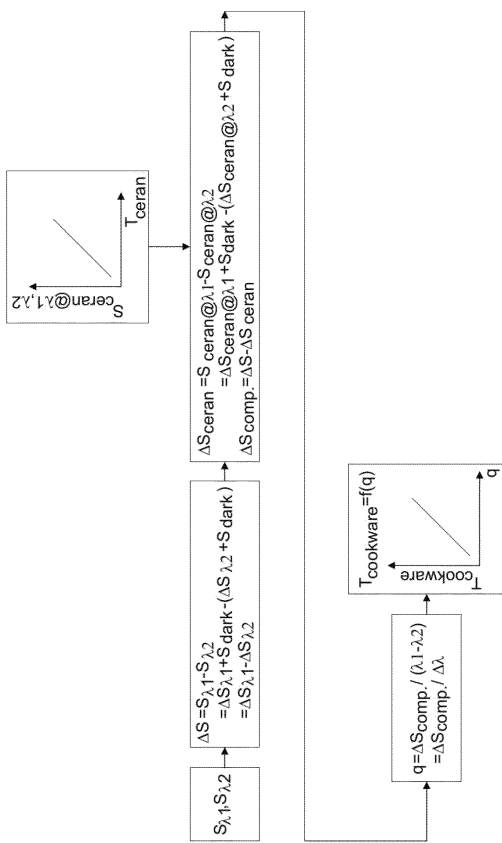 Sλ1,Sλ2
ΔS=Sλ1-Sλ2
=ΔSλ1+Sdark-(ΔSλ2+Sdark)
=ΔSλ1-ΔSλ2
Sceran@λ1,λ2
Tceran
ΔSceran=Sceran@λ1-Sceran@λ2
=ΔSceran@λ1+Sdark-(ΔSceran@λ2+Sdark)
ΔScomp.=ΔS-ΔSceran
q=ΔScomp./(λ1-λ2)
=ΔScomp./Δλ
Tcookware=f(q)
Tcookware
q